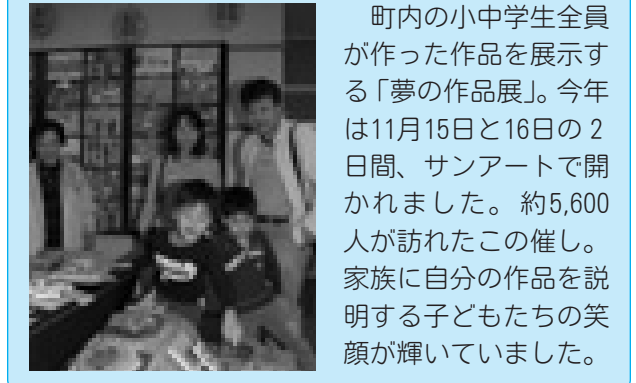 町内の小中学生全員
が作った作品を展示す
る「夢の作品展」。今年
は11月15日と16日の２
日間、サンアートで開
かれました。約5,600
人が訪れたこの催し。
家族に自分の作品を説
明する子どもたちの笑
顔が輝いていました。